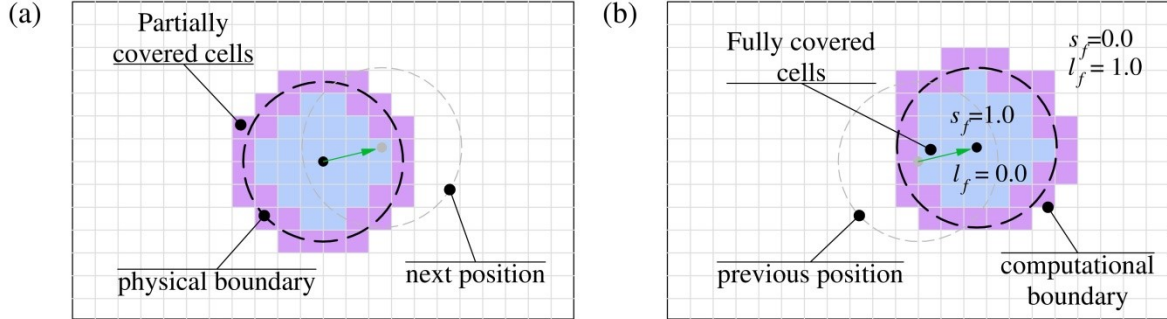 (a)
Partially
covered cells
physical boundary
next position
(b)
Fully covered
cells
s_f=0.0
l_f = 1.0
s_f=1.0
l_f = 0.0
previous position
computational
boundary